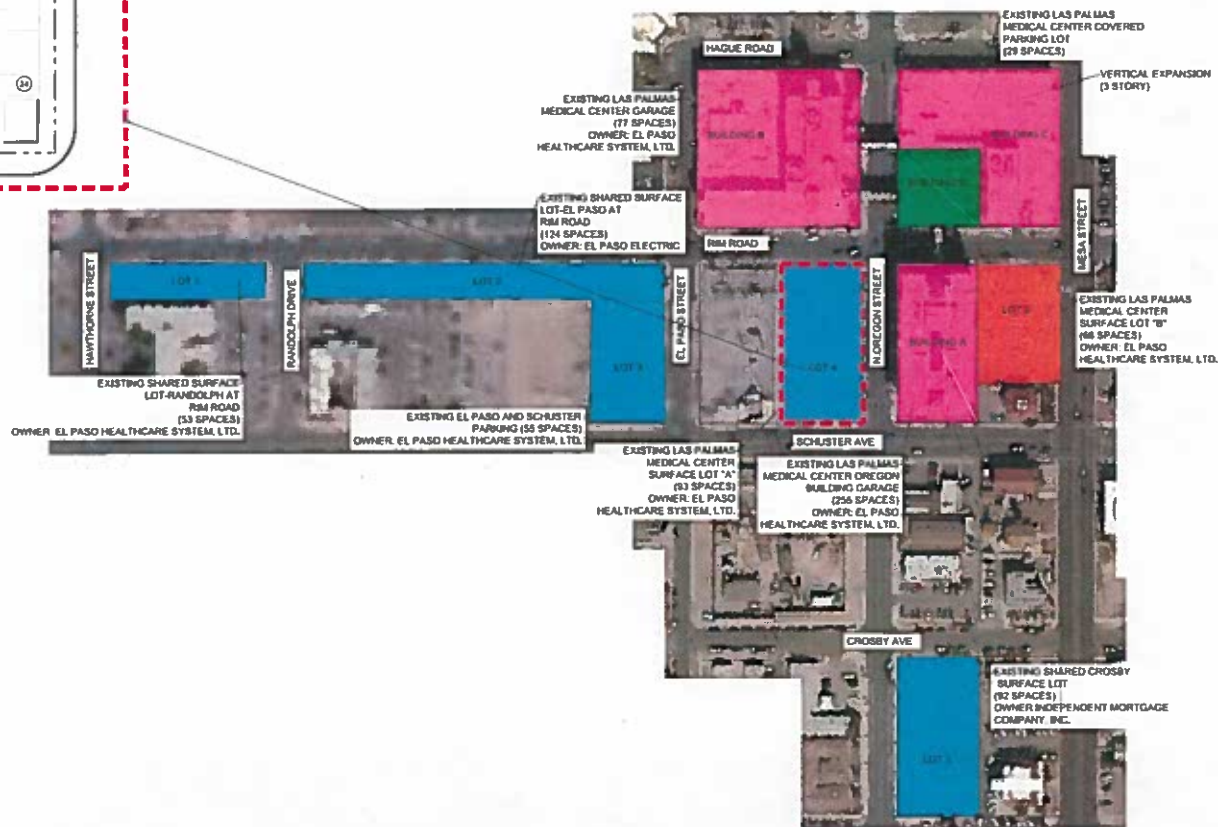 34
EXISTING LAS PALMAS
MEDICAL CENTER COVERED
PARKING LOT
(29 SPACES)
HAGUE ROAD
VERTICAL EXPANSION
(3 STORY)
EXISTING LAS PALMAS
MEDICAL CENTER GARAGE
(77 SPACES)
OWNER: EL PASO
HEALTHCARE SYSTEM, LTD.
BUILDING B
BUILDING C
EXISTING SHARED SURFACE
LOT-EL PASO AT
RIM ROAD
(124 SPACES)
OWNER: EL PASO ELECTRIC
RIM ROAD
MESA STREET
HAWTHORNE STREET
LOT 1
RANDOLPH DRIVE
LOT 2
EL PASO STREET
LOT 3
LOT 4
N.OREGON STREET
BUILDING A
EXISTING LAS PALMAS
MEDICAL CENTER
SURFACE LOT "B"
(66 SPACES)
OWNER: EL PASO
HEALTHCARE SYSTEM, LTD.
EXISTING SHARED SURFACE
LOT-RANDOLPH AT
RIM ROAD
(53 SPACES)
OWNER: EL PASO HEALTHCARE SYSTEM, LTD.
EXISTING EL PASO AND SCHUSTER
PARKING (55 SPACES)
OWNER: EL PASO HEALTHCARE SYSTEM, LTD.
SCHUSTER AVE
EXISTING LAS PALMAS
MEDICAL CENTER
SURFACE LOT "A"
(93 SPACES)
OWNER: EL PASO
HEALTHCARE SYSTEM, LTD.
EXISTING LAS PALMAS
MEDICAL CENTER OREGON
BUILDING GARAGE
(256 SPACES)
OWNER: EL PASO
HEALTHCARE SYSTEM, LTD.
CROSBY AVE
EXISTING SHARED CROSBY
SURFACE LOT
(92 SPACES)
OWNER INDEPENDENT MORTGAGE
COMPANY, INC.
LOT